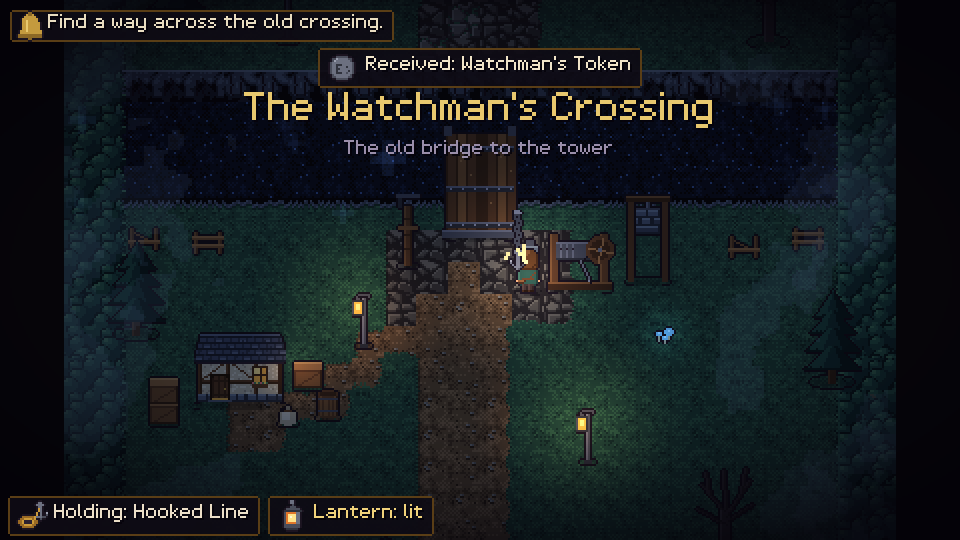 Find a way across the old crossing.
Received: Watchman's Token
The Watchman's Crossing
The old bridge to the tower
Holding: Hooked Line
Lantern: lit